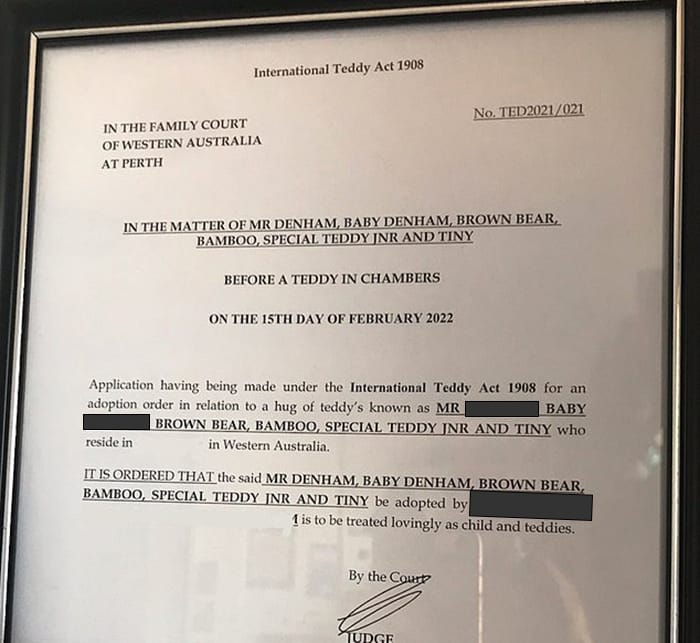 International Teddy Act 1908
No. TED2021/021
IN THE FAMILY COURT
OF WESTERN AUSTRALIA
AT PERTH
IN THE MATTER OF MR DENHAM, BABY DENHAM, BROWN BEAR,
BAMBOO, SPECIAL TEDDY JNR AND TINY
BEFORE A TEDDY IN CHAMBERS
ON THE 15TH DAY OF FEBRUARY 2022
Application having being made under the International Teddy Act 1908 for an
adoption order in relation to a hug of teddy's known as MR BABY
BROWN BEAR, BAMBOO, SPECIAL TEDDY JNR AND TINY who
reside in in Western Australia.
IT IS ORDERED THAT the said MR DENHAM, BABY DENHAM, BROWN BEAR,
BAMBOO, SPECIAL TEDDY JNR AND TINY be adopted by
is to be treated lovingly as child and teddies.
By the Court
JUDGE